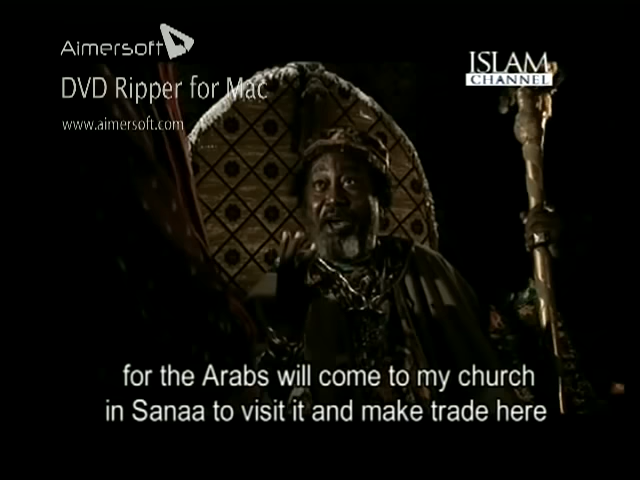 Aimersoft
DVD Ripper for Mac
www.aimersoft.com
ISLAM
CHANNEL
for the Arabs will come to my church
in Sanaa to visit it and make trade here